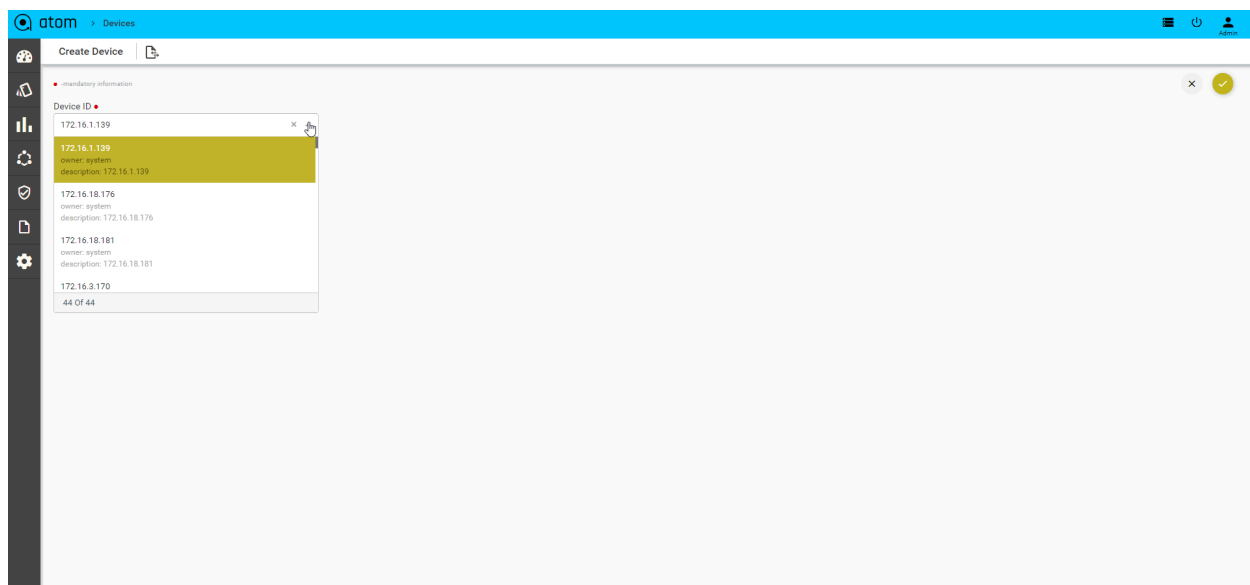 atom > Devices
Admin
Create Device
-mandatory information
Device ID
172.16.1.139
172.16.1.139
owner: system
description: 172.16.1.139
172.16.18.176
owner: system
description: 172.16.18.176
172.16.18.181
owner: system
description: 172.16.18.181
172.16.3.170
44 Of 44